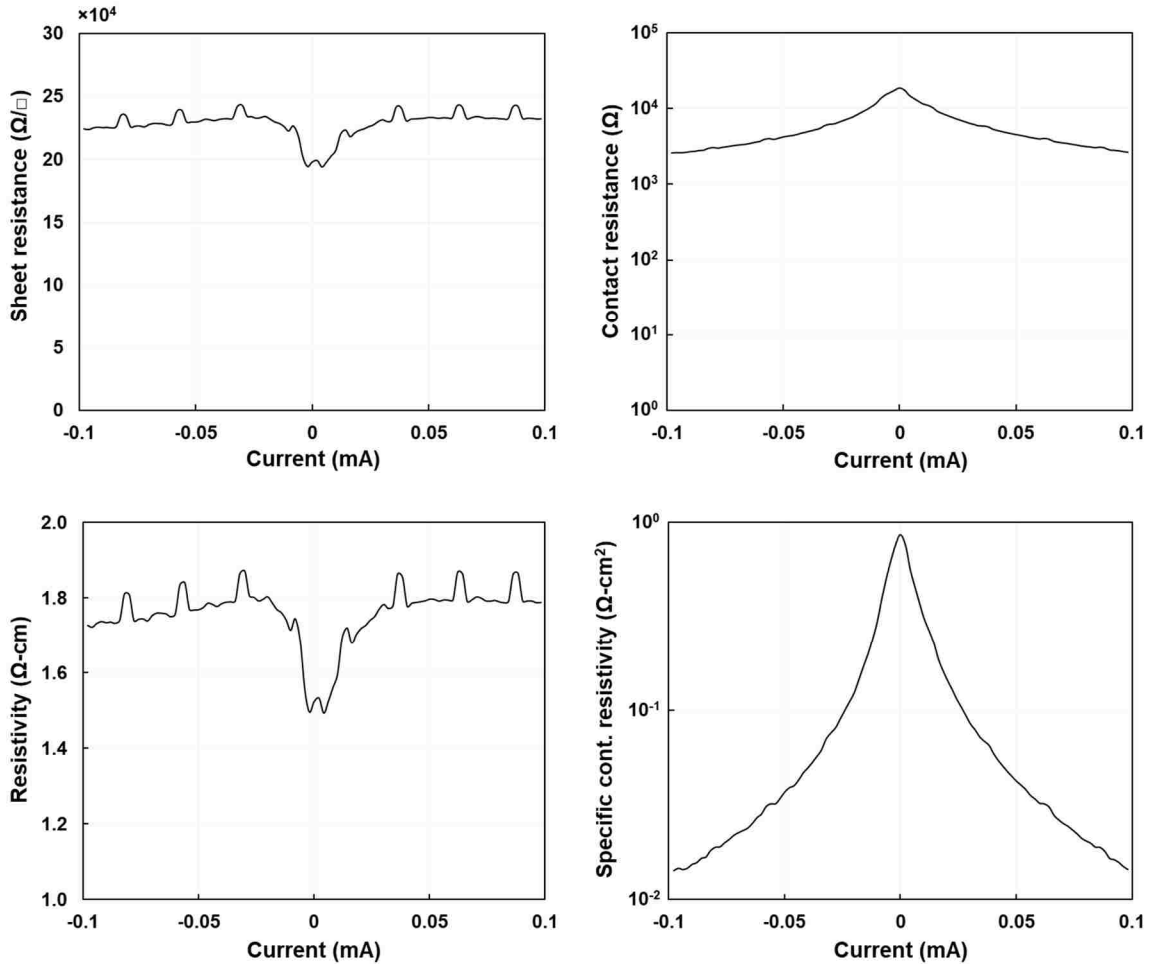 ×10⁴
30
25
20
15
10
5
0
-0.1 -0.05 0 0.05 0.1
Sheet resistance (Ω/□)
Current (mA)
10⁵
10⁴
10³
10²
10¹
10⁰
-0.1 -0.05 0 0.05 0.1
Contact resistance (Ω)
Current (mA)
2.0
1.8
1.6
1.4
1.2
1.0
-0.1 -0.05 0 0.05 0.1
Resistivity (Ω-cm)
Current (mA)
10⁰
10⁻¹
10⁻²
-0.1 -0.05 0 0.05 0.1
Specific cont. resistivity (Ω-cm²)
Current (mA)